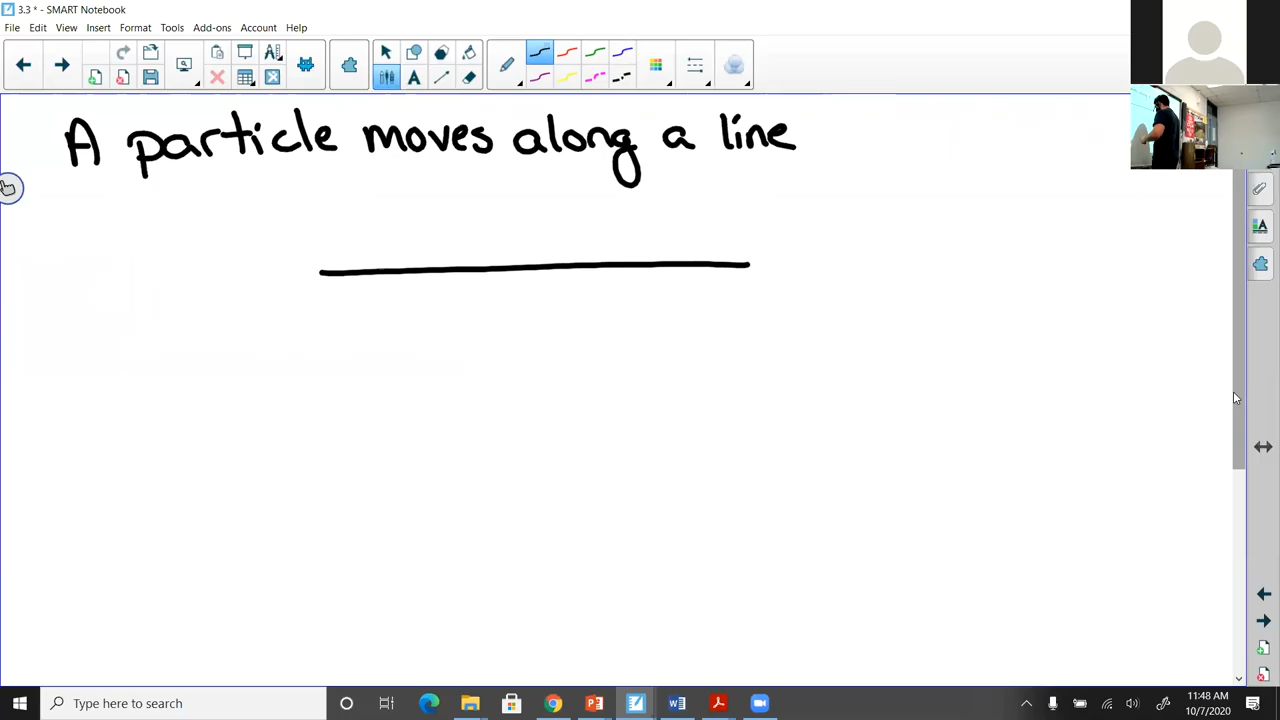 3.3 * - SMART Notebook
File Edit View Insert Format Tools Add-ons Account Help
A particle moves along a line
Type here to search
11:48 AM
10/7/2020